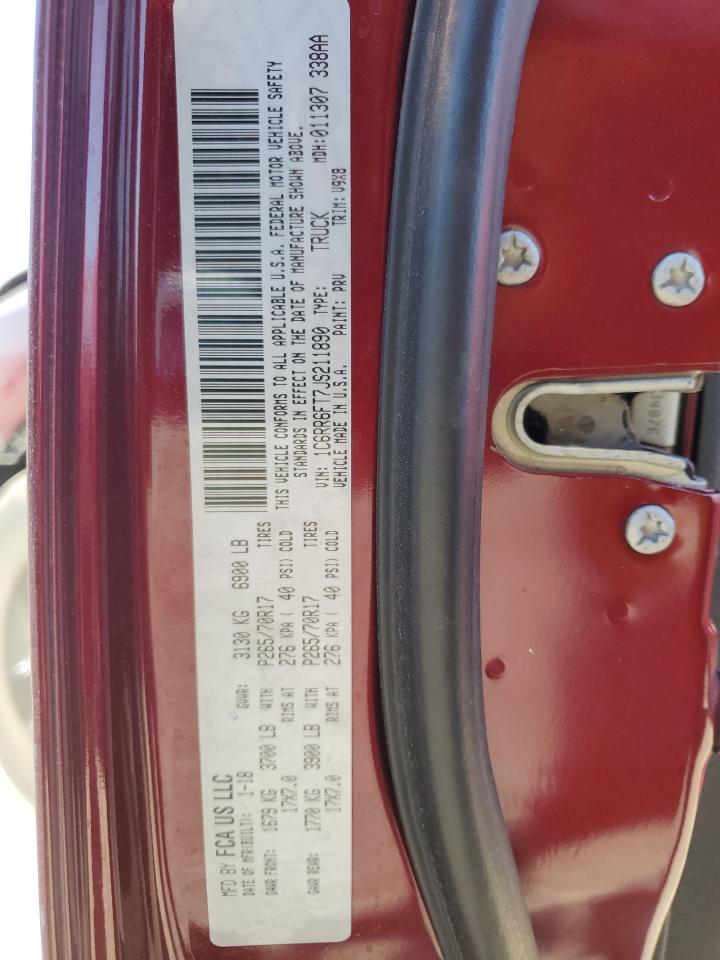 MFD BY FCA US LLC
DATE OF MFR(BUILT): 1-18 GVWR: 3130 KG 6900 LB
GAWR FRONT: 1679 KG 3700 LB WITH P265/70R17 TIRES
17X7.0 RIMS AT 276 KPA ( 40 PSI) COLD
GAWR REAR: 1770 KG 3900 LB WITH P265/70R17 TIRES
17X7.0 RIMS AT 276 KPA ( 40 PSI) COLD
THIS VEHICLE CONFORMS TO ALL APPLICABLE U.S.A. FEDERAL MOTOR VEHICLE SAFETY
STANDARDS IN EFFECT ON THE DATE OF MANUFACTURE SHOWN ABOVE.
VIN: 1C6RR6FT7JS211890 TYPE: TRUCK MDH:011307 338AA
VEHICLE MADE IN U.S.A. PAINT: PRV TRIM: V9X8